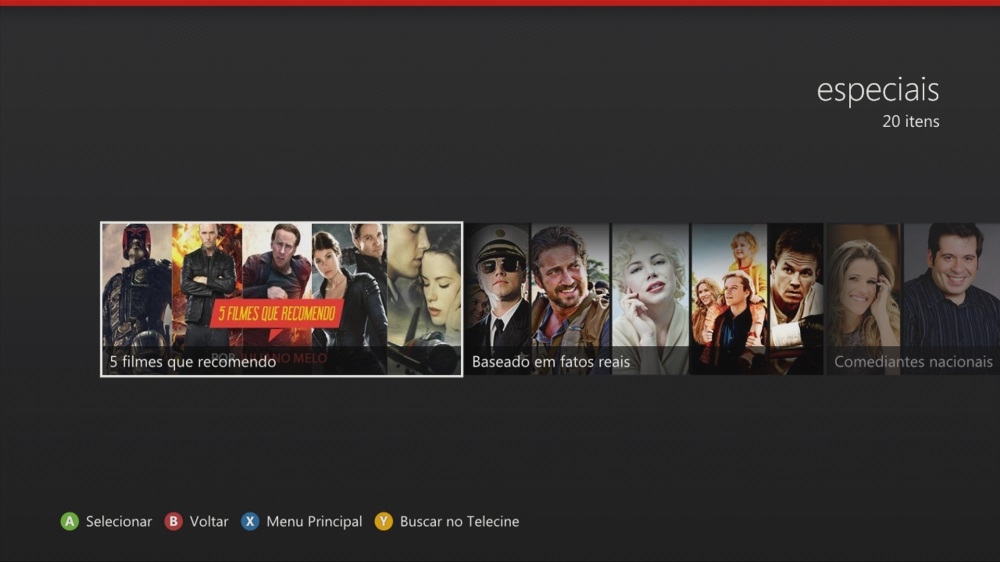 especiais
20 itens
5 FILMES QUE RECOMENDO
POR JULIANO MELO
5 filmes que recomendo
Baseado em fatos reais
Comediantes nacionais
A Selecionar B Voltar X Menu Principal Y Buscar no Telecine